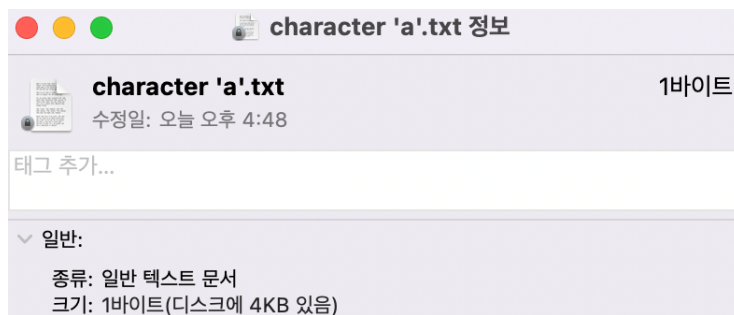 character 'a'.txt 정보
character 'a'.txt 1바이트
수정일: 오늘 오후 4:48
태그 추가...
일반:
종류: 일반 텍스트 문서
크기: 1바이트(디스크에 4KB 있음)